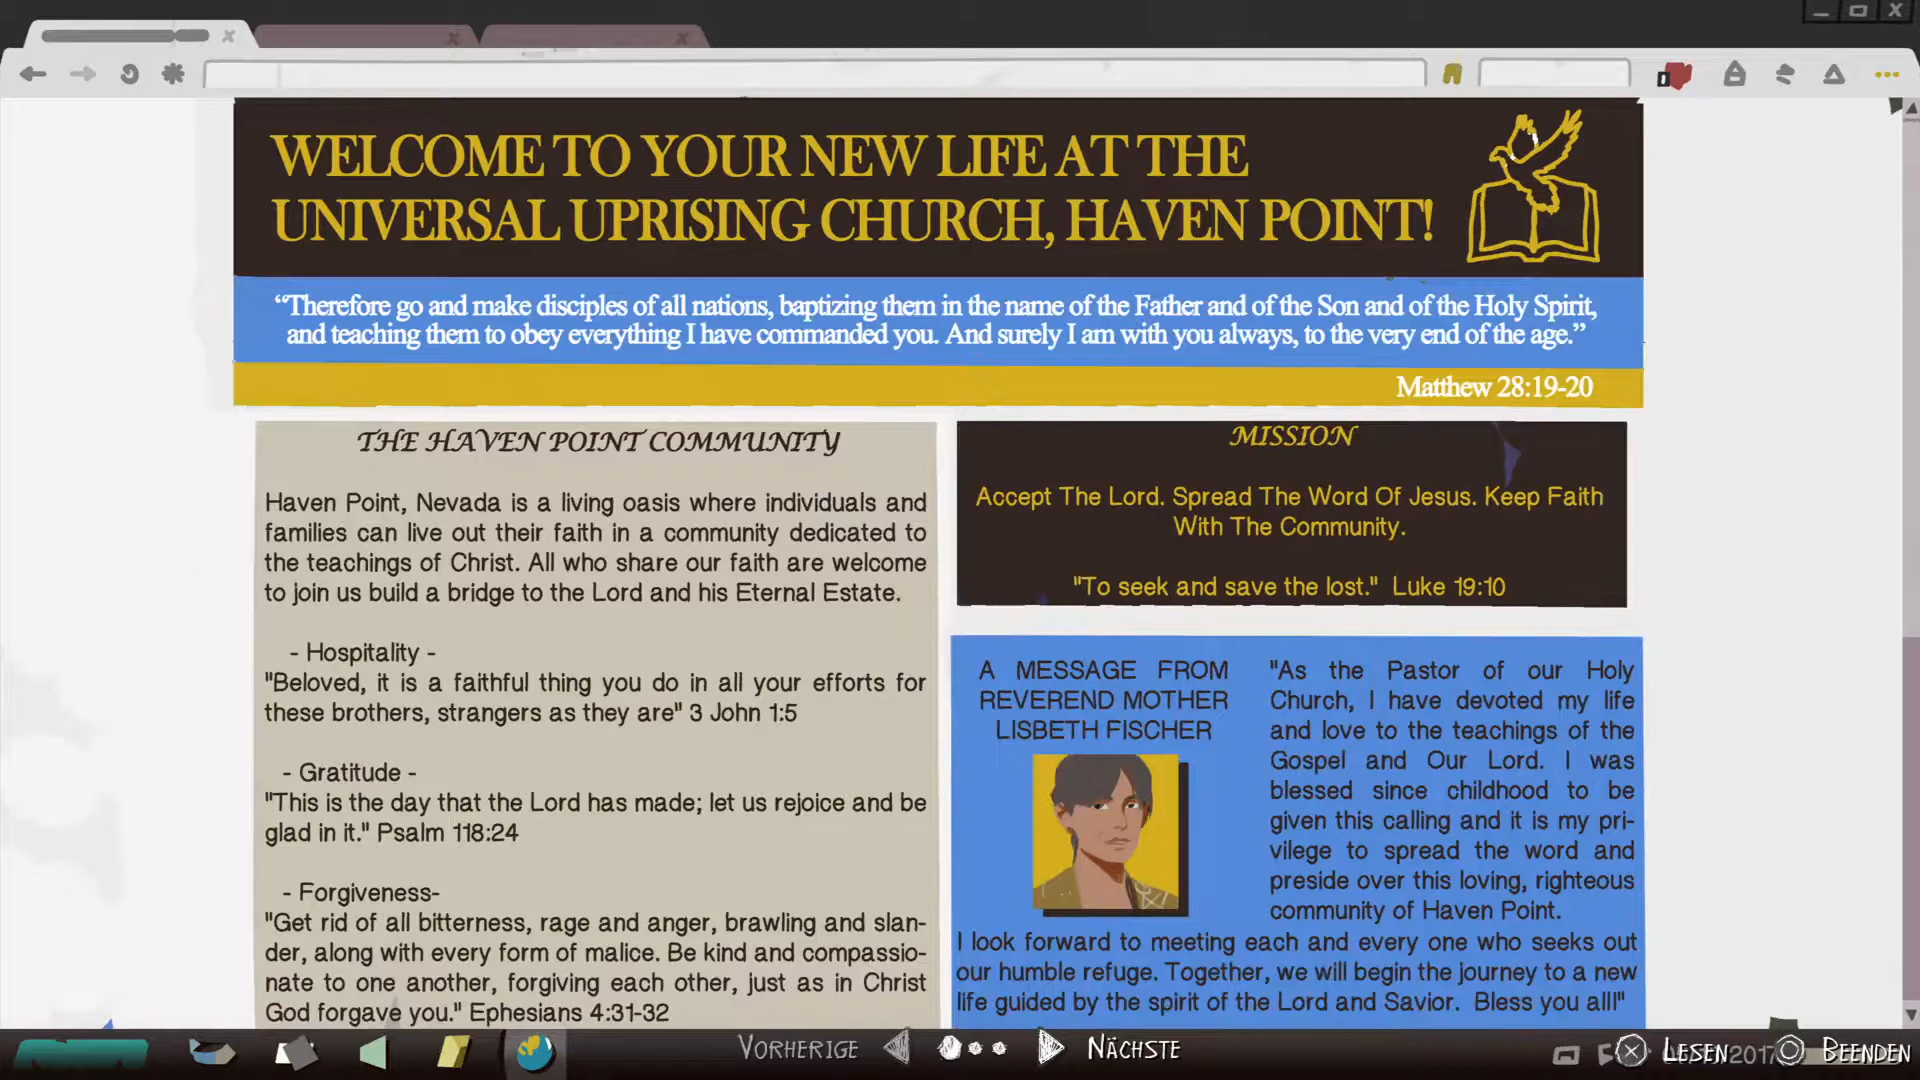 WELCOME TO YOUR NEW LIFE AT THE
UNIVERSAL UPRISING CHURCH, HAVEN POINT!
“Therefore go and make disciples of all nations, baptizing them in the name of the Father and of the Son and of the Holy Spirit,
and teaching them to obey everything I have commanded you. And surely I am with you always, to the very end of the age.”
Matthew 28:19-20
THE HAVEN POINT COMMUNITY
Haven Point, Nevada is a living oasis where individuals and
families can live out their faith in a community dedicated to
the teachings of Christ. All who share our faith are welcome
to join us build a bridge to the Lord and his Eternal Estate.
- Hospitality -
"Beloved, it is a faithful thing you do in all your efforts for
these brothers, strangers as they are" 3 John 1:5
- Gratitude -
"This is the day that the Lord has made; let us rejoice and be
glad in it." Psalm 118:24
- Forgiveness-
"Get rid of all bitterness, rage and anger, brawling and slan-
der, along with every form of malice. Be kind and compassio-
nate to one another, forgiving each other, just as in Christ
God forgave you." Ephesians 4:31-32
MISSION
Accept The Lord. Spread The Word Of Jesus. Keep Faith
With The Community.
"To seek and save the lost." Luke 19:10
A MESSAGE FROM
REVEREND MOTHER
LISBETH FISCHER
"As the Pastor of our Holy
Church, I have devoted my life
and love to the teachings of the
Gospel and Our Lord. I was
blessed since childhood to be
given this calling and it is my pri-
vilege to spread the word and
preside over this loving, righteous
community of Haven Point.
I look forward to meeting each and every one who seeks out
our humble refuge. Together, we will begin the journey to a new
life guided by the spirit of the Lord and Savior. Bless you all!"
VORHERIGE
NÄCHSTE
LESEN
2017
BEENDEN